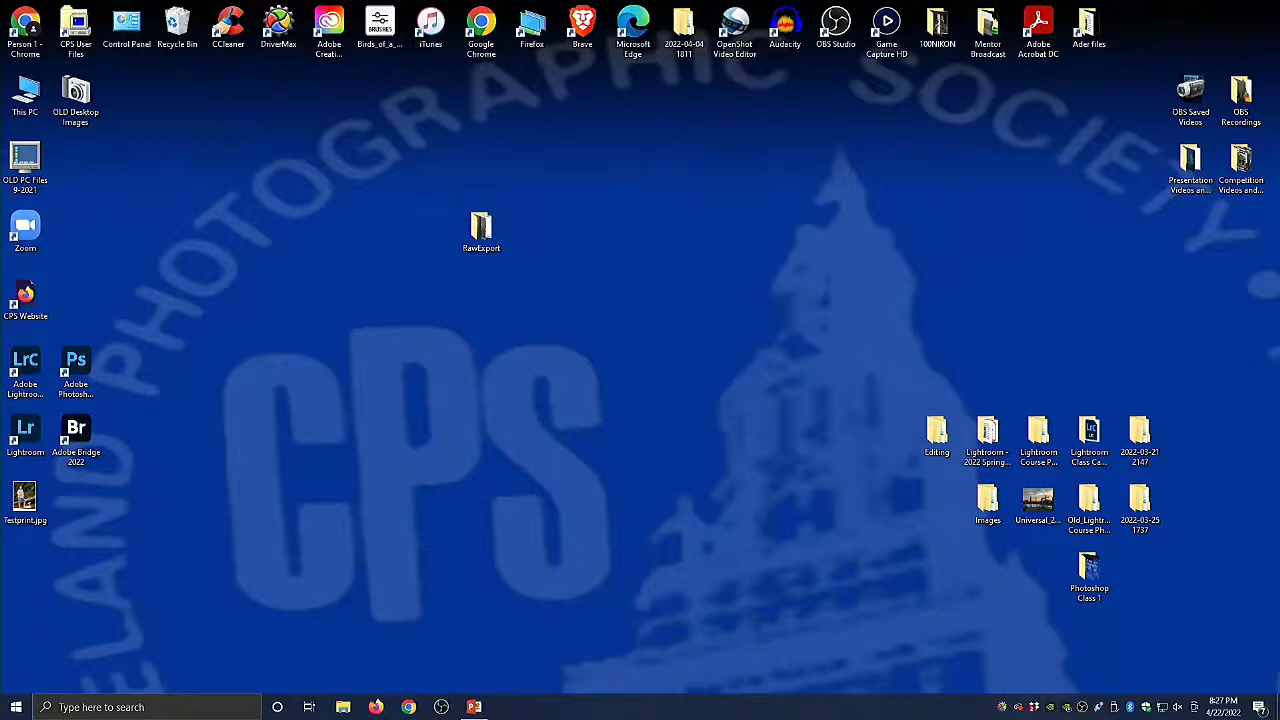 Person 1 -
Chrome
CPS User
Files
Control Panel
Recycle Bin
CCleaner
DriverMax
Adobe
Creati...
BRUSHES
Birds_of_a_...
iTunes
Google
Chrome
Firefox
Brave
Microsoft
Edge
2022-04-04
1811
OpenShot
Video Editor
Audacity
OBS Studio
Game
Capture HD
100NIKON
Mentor
Broadcast
Adobe
Acrobat DC
Ader files
This PC
OLD Desktop
Images
OBS Saved
Videos
OBS
Recordings
OLD PC Files
9-2021
Presentation
Videos an...
Competition
Videos and...
Zoom
RawExport
CPS Website
LrC
Adobe
Lightroo...
Ps
Adobe
Photosh...
Lr
Lightroom
Br
Adobe Bridge
2022
Editing
Lightroom -
2022 Spring...
Lightroom
Course P...
LrC
Lightroom
Class Ca...
2022-03-21
2147
Testprint.jpg
Images
Universal_2...
Old_Lightr...
Course Ph...
2022-03-25
1737
Photoshop
Class 1
ELAND PHOTOGRAPHIC SOCIETY
CPS
Type here to search
8:27 PM
4/22/2022